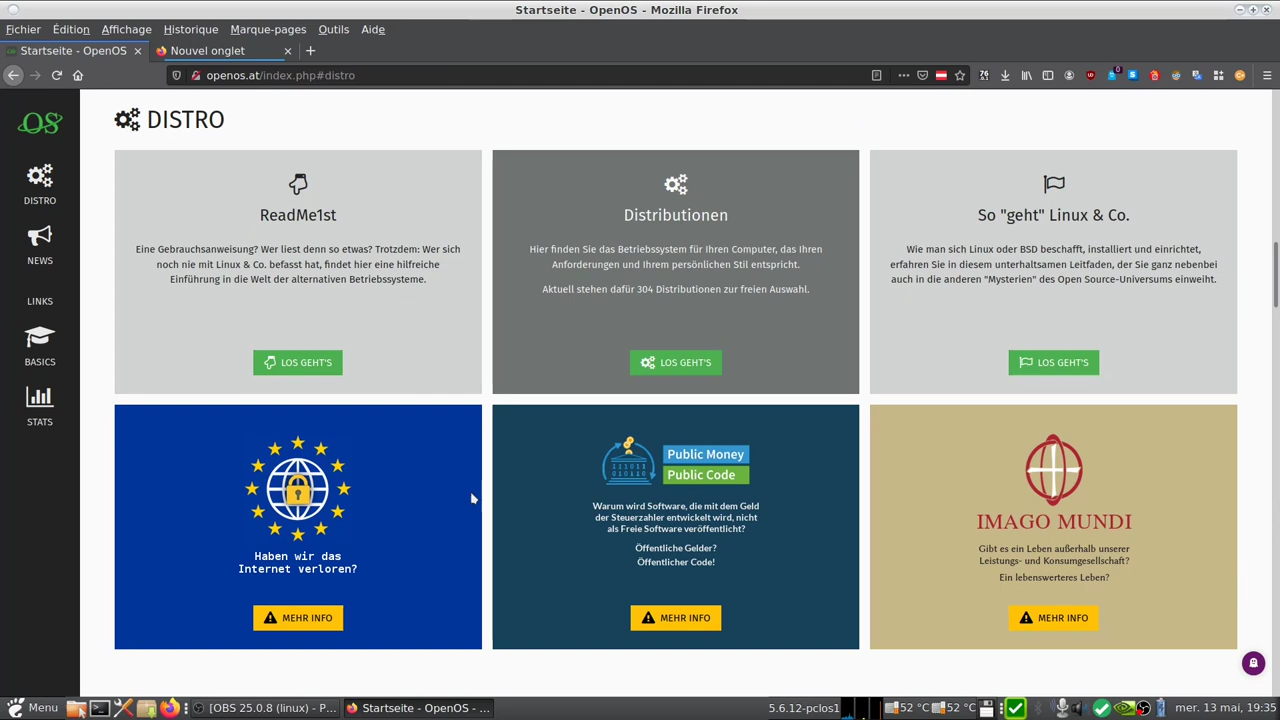 Startseite - OpenOS - Mozilla Firefox
Fichier Édition Affichage Historique Marque-pages Outils Aide
Startseite - OpenOS
Nouvel onglet
openos.at/index.php#distro
OS
DISTRO
NEWS
LINKS
BASICS
STATS
DISTRO
ReadMe1st
Eine Gebrauchsanweisung? Wer liest denn so etwas? Trotzdem: Wer sich
noch nie mit Linux & Co. befasst hat, findet hier eine hilfreiche
Einführung in die Welt der alternativen Betriebssysteme.
LOS GEHT'S
Distributionen
Hier finden Sie das Betriebssystem für Ihren Computer, das Ihren
Anforderungen und Ihrem persönlichen Stil entspricht.
Aktuell stehen dafür 304 Distributionen zur freien Auswahl.
LOS GEHT'S
So "geht" Linux & Co.
Wie man sich Linux oder BSD beschafft, installiert und einrichtet,
erfahren Sie in diesem unterhaltsamen Leitfaden, der Sie ganz nebenbei
auch in die anderen "Mysterien" des Open Source-Universums einweiht.
LOS GEHT'S
Haben wir das
Internet verloren?
MEHR INFO
111011
010110
Public Money
Public Code
Warum wird Software, die mit dem Geld
der Steuerzahler entwickelt wird, nicht
als Freie Software veröffentlicht?
Öffentliche Gelder?
Öffentlicher Code!
MEHR INFO
IMAGO MUNDI
Gibt es ein Leben außerhalb unserer
Leistungs- und Konsumgesellschaft?
Ein lebenswerteres Leben?
MEHR INFO
Menu
[OBS 25.0.8 (linux) - P...
Startseite - OpenOS - ...
5.6.12-pclos1
52 °C
52 °C
mer. 13 mai, 19:35